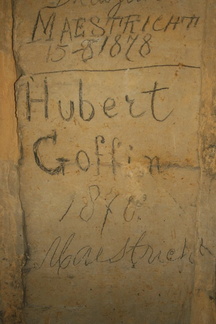 MAESTRICHT
15-8 1878
Hubert
Goffin
1870.
Maestricht